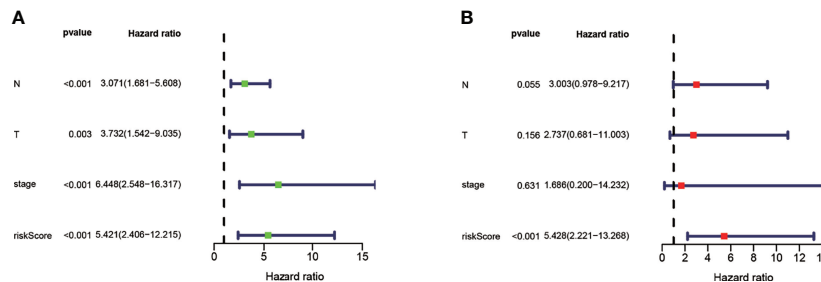 A
pvalue Hazard ratio
N <0.001 3.071(1.681−5.608)
T 0.003 3.732(1.542−9.035)
stage <0.001 6.448(2.548−16.317)
riskScore <0.001 5.421(2.406−12.215)
0 5 10 15
Hazard ratio
B
pvalue Hazard ratio
N 0.055 3.003(0.978−9.217)
T 0.156 2.737(0.681−11.003)
stage 0.631 1.686(0.200−14.232)
riskScore <0.001 5.428(2.221−13.268)
0 2 4 6 8 10 12
Hazard ratio